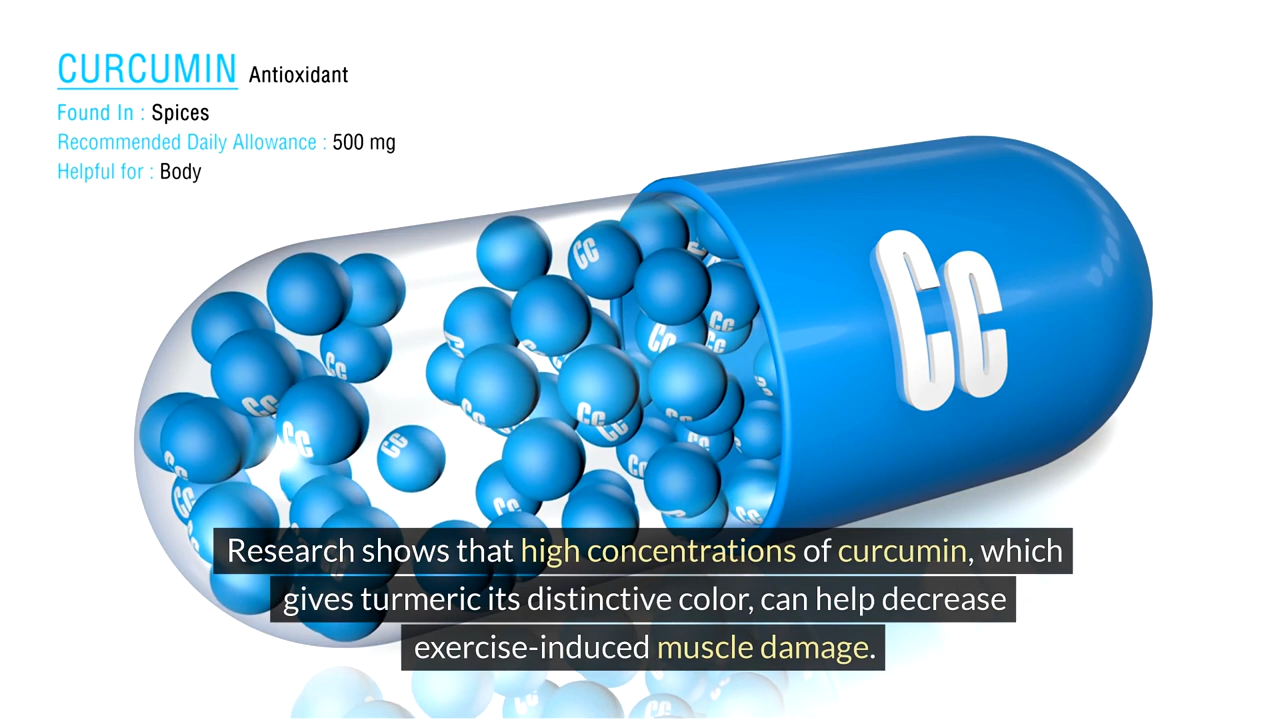 CURCUMIN Antioxidant
Found In : Spices
Recommended Daily Allowance : 500 mg
Helpful for : Body
Cc
Research shows that high concentrations of curcumin, which
gives turmeric its distinctive color, can help decrease
exercise-induced muscle damage.